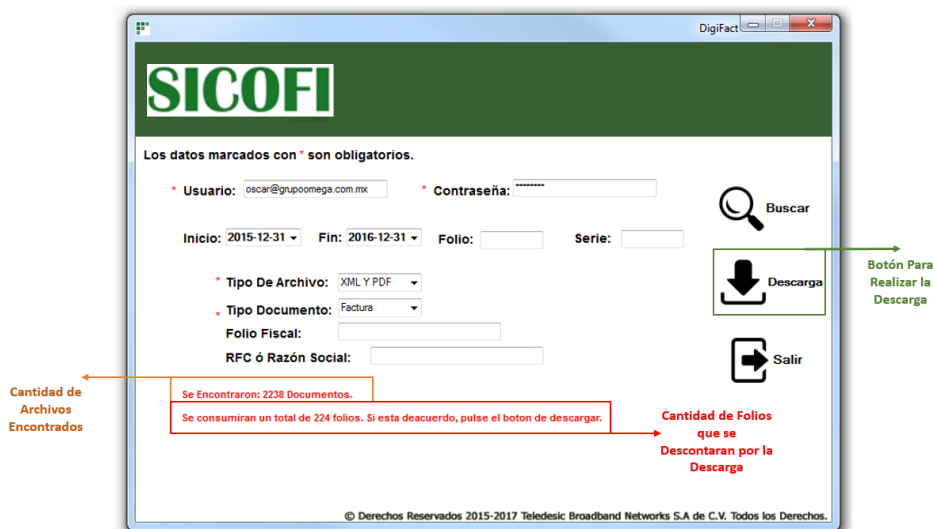 DigiFact
SICOFI
Los datos marcados con * son obligatorios.
* Usuario: oscar@grupoomega.com.mx * Contraseña: ********
Buscar
Inicio: 2015-12-31 Fin: 2016-12-31 Folio: Serie:
* Tipo De Archivo: XML Y PDF
Descarga
Botón Para
Realizar la
Descarga
* Tipo Documento: Factura
Folio Fiscal:
RFC ó Razón Social:
Salir
Cantidad de
Archivos
Encontrados
Se Encontraron: 2238 Documentos.
Se consumiran un total de 224 folios. Si esta deacuerdo, pulse el boton de descargar.
Cantidad de Folios
que se
Descontaran por la
Descarga
© Derechos Reservados 2015-2017 Teledesic Broadband Networks S.A de C.V. Todos los Derechos.